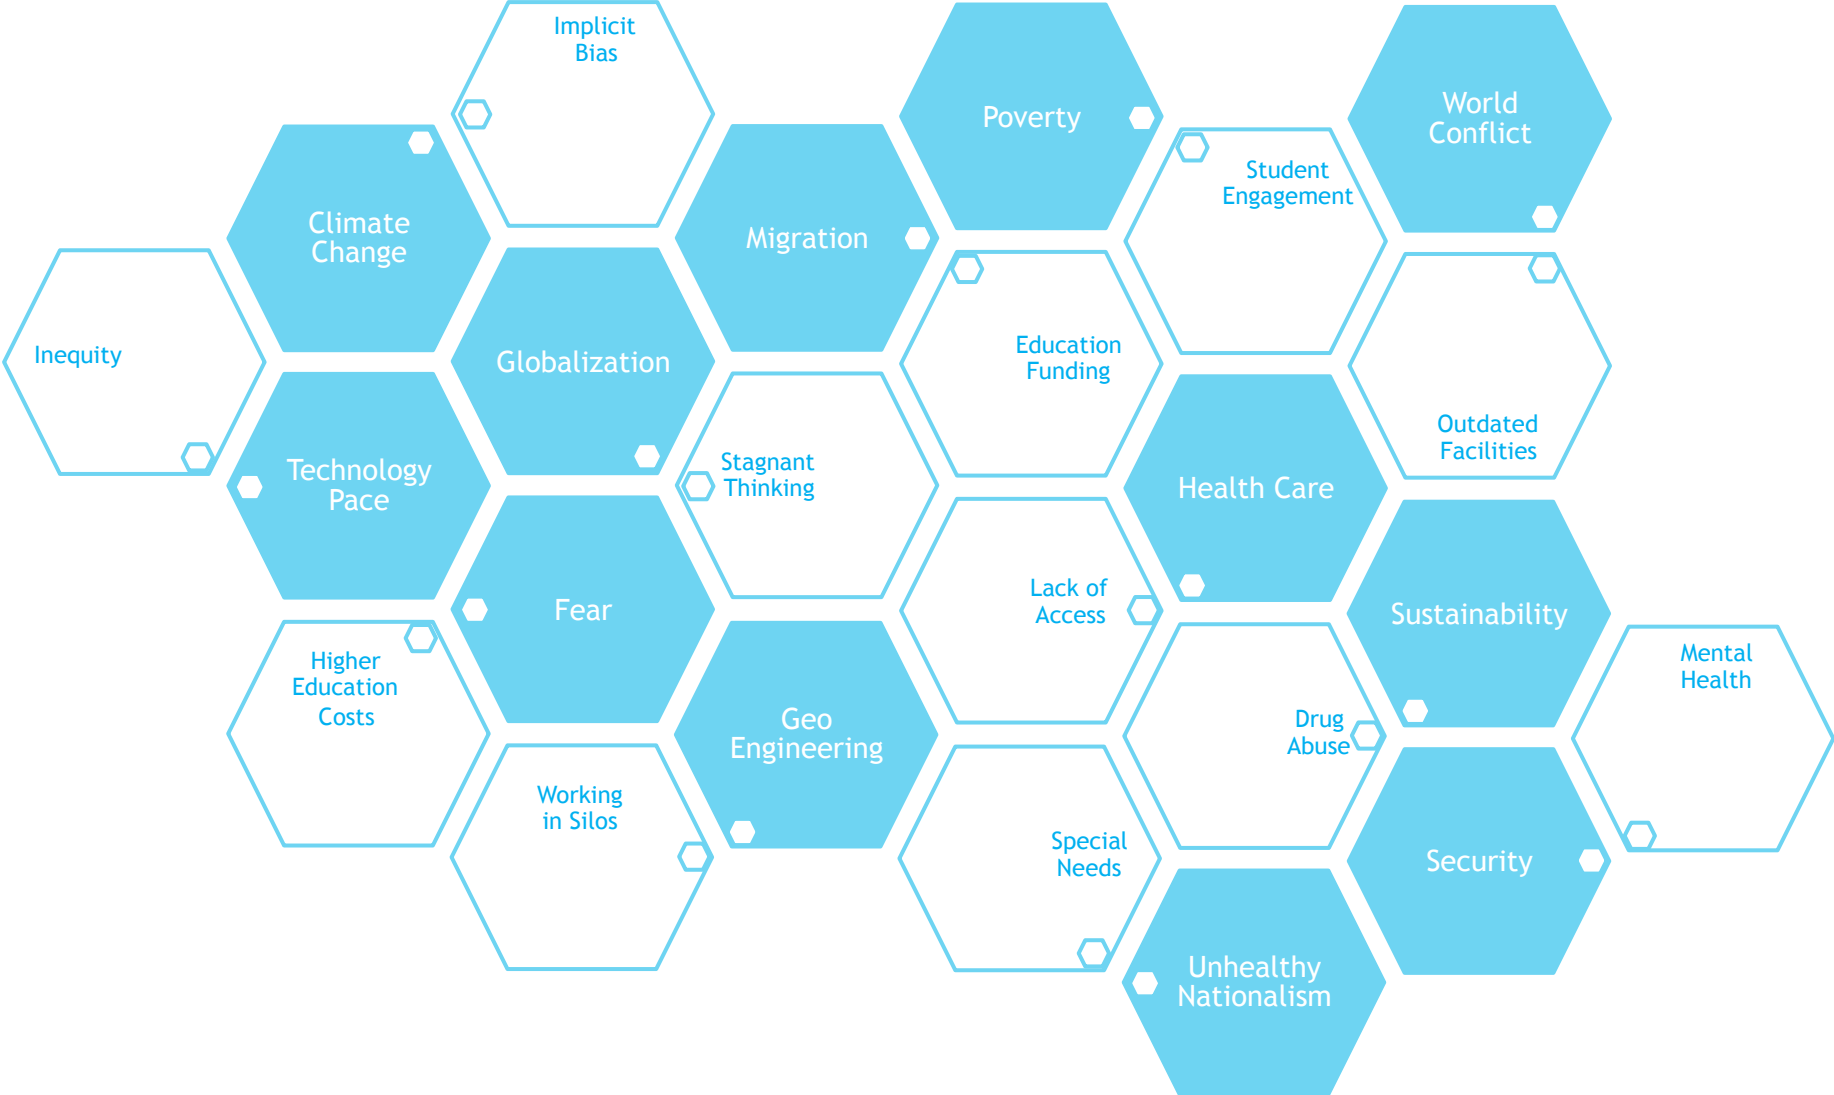 Implicit
Bias
Poverty
World
Conflict
Student
Engagement
Climate
Change
Migration
Inequity
Globalization
Education
Funding
Outdated
Facilities
Technology
Pace
Stagnant
Thinking
Health Care
Fear
Lack of
Access
Sustainability
Higher
Education
Costs
Mental
Health
Geo
Engineering
Drug
Abuse
Working
in Silos
Special
Needs
Security
Unhealthy
Nationalism